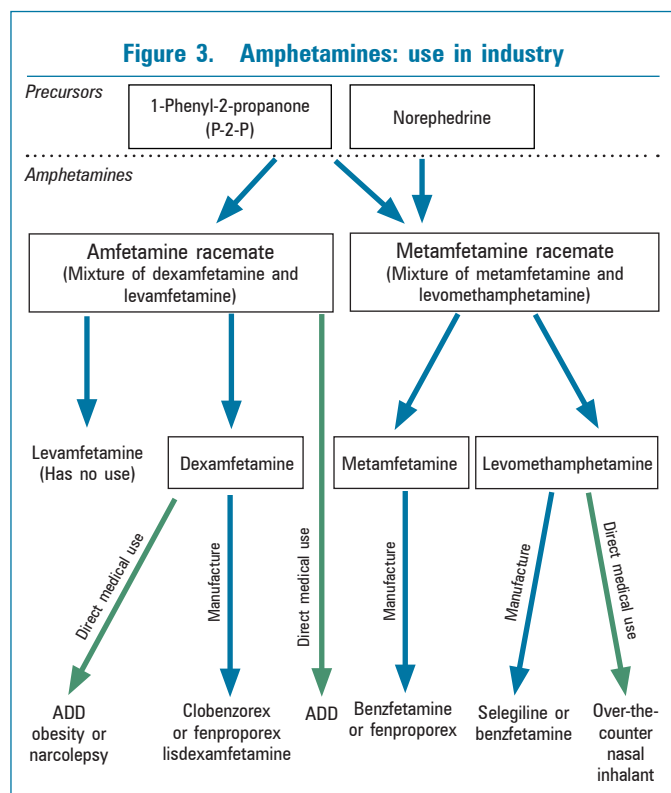 Figure 3. Amphetamines: use in industry
Precursors
1-Phenyl-2-propanone
(P-2-P)
Norephedrine
Amphetamines
Amfetamine racemate
(Mixture of dexamfetamine and
levamfetamine)
Metamfetamine racemate
(Mixture of metamfetamine and
levomethamphetamine)
Levamfetamine
(Has no use)
Dexamfetamine
Metamfetamine
Levomethamphetamine
Direct medical use
Manufacture
Direct medical use
Manufacture
Manufacture
Direct medical use
ADD
obesity or
narcolepsy
Clobenzorex
or fenproporex
lisdexamfetamine
ADD
Benzfetamine
or fenproporex
Selegiline or
benzfetamine
Over-the-
counter
nasal
inhalant